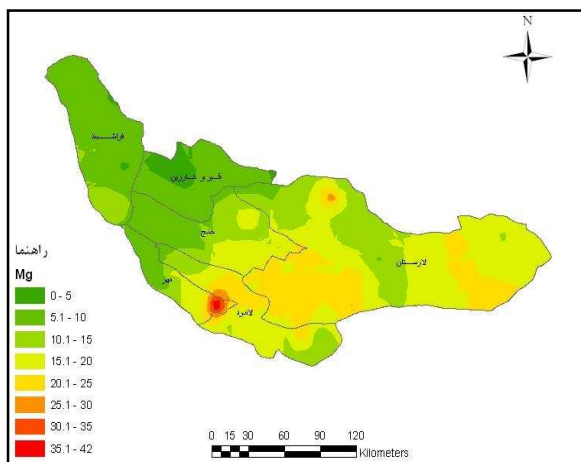 N
فراشــــبند
قیر و کارزین
خنج
لارستان
مهر
لامرد
راهنما
Mg
0 - 5
5.1 - 10
10.1 - 15
15.1 - 20
20.1 - 25
25.1 - 30
30.1 - 35
35.1 - 42
0 15 30 60 90 120
Kilometers